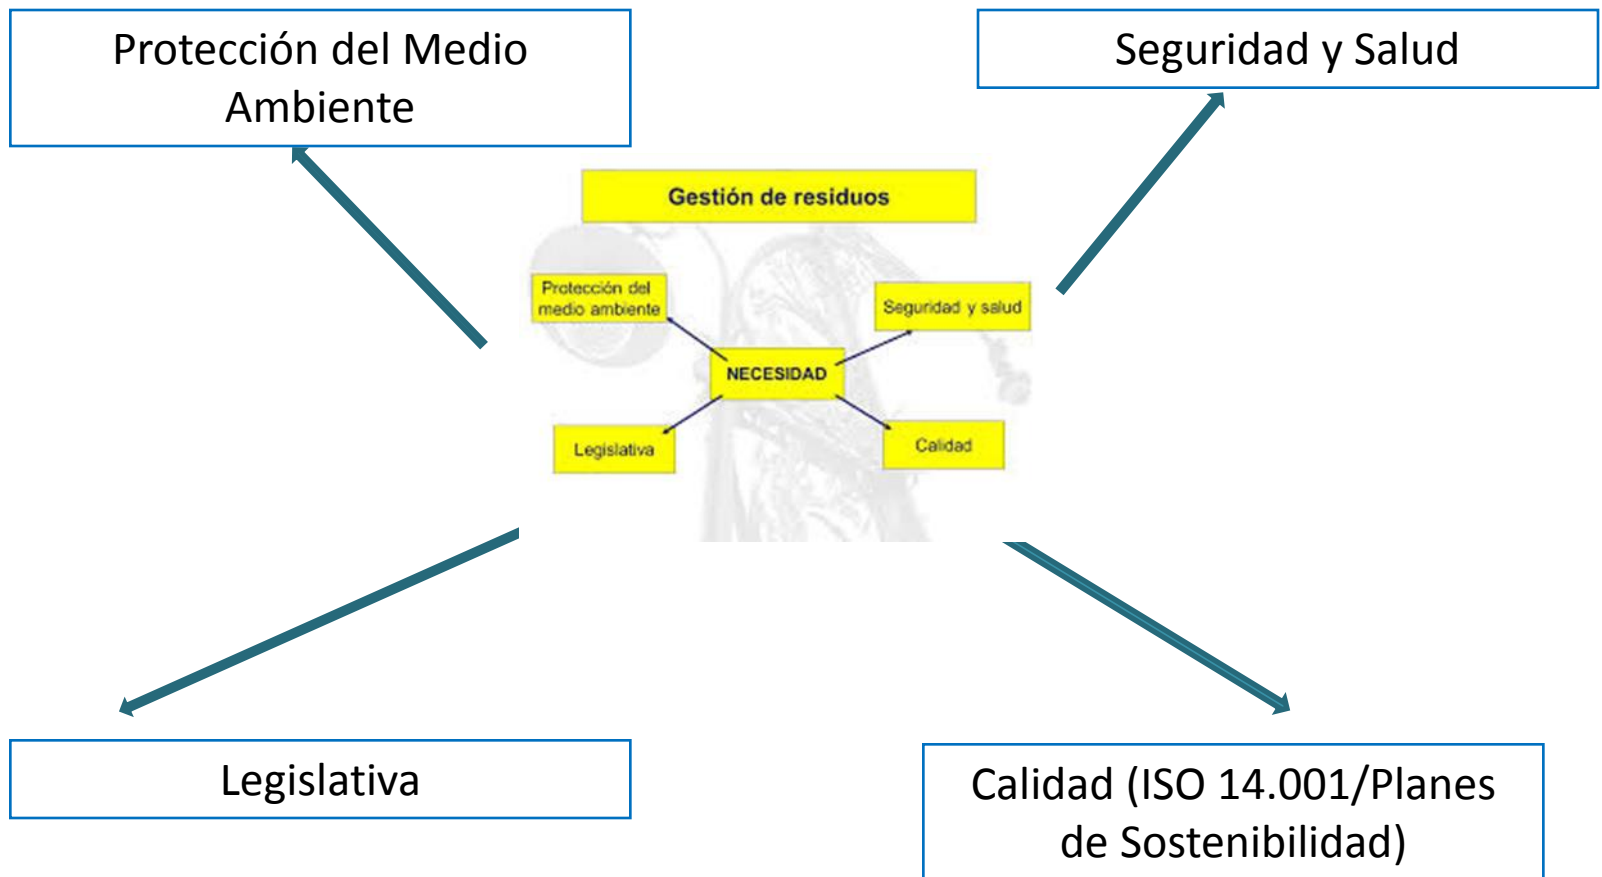 Protección del Medio
Ambiente
Seguridad y Salud
Gestión de residuos
Protección del
medio ambiente
Seguridad y salud
NECESIDAD
Legislativa
Calidad
Legislativa
Calidad (ISO 14.001/Planes
de Sostenibilidad)